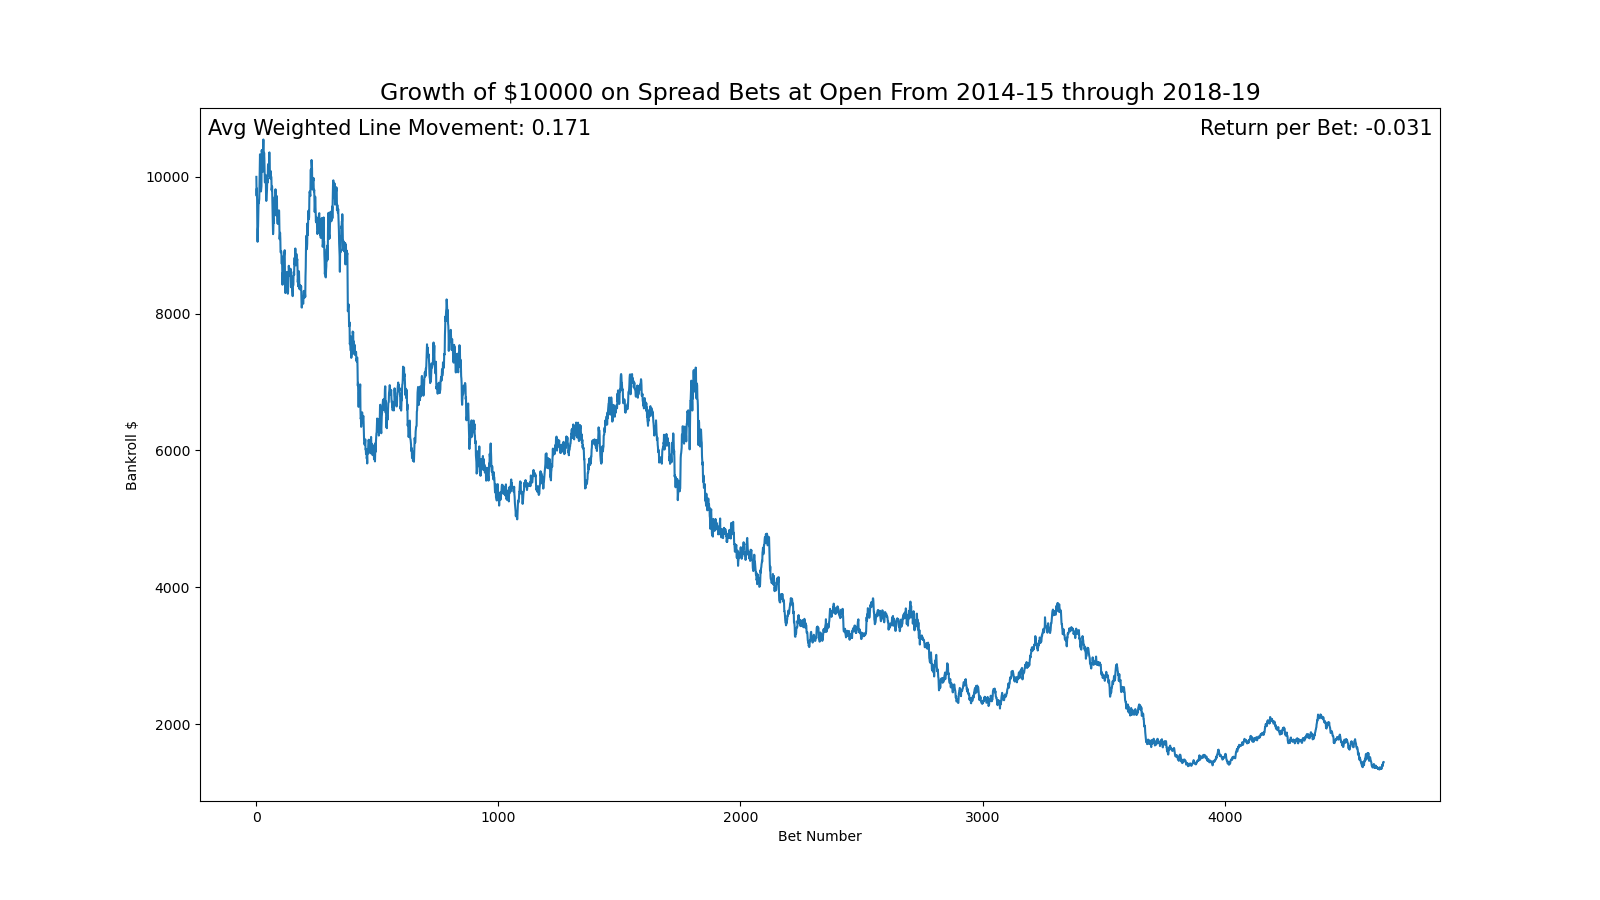 Growth of $10000 on Spread Bets at Open From 2014-15 through 2018-19
Avg Weighted Line Movement: 0.171
Return per Bet: -0.031
10000
8000
6000
4000
2000
Bankroll $
0
1000
2000
3000
4000
Bet Number